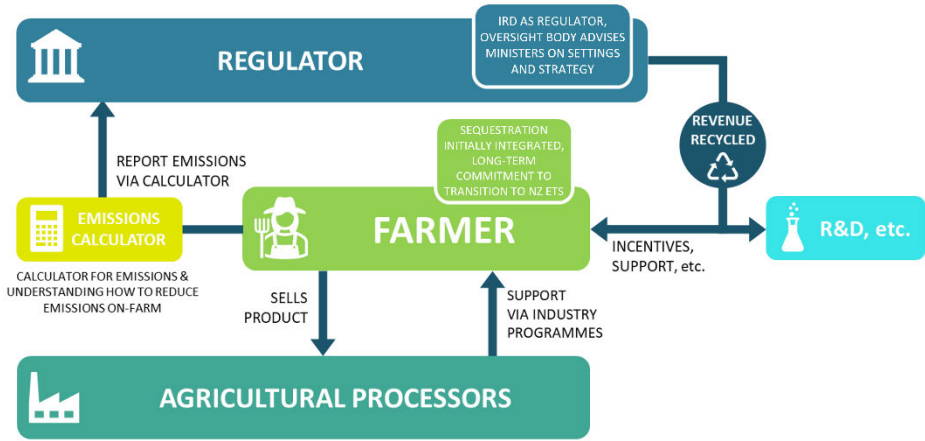 REGULATOR
IRD AS REGULATOR,
OVERSIGHT BODY ADVISES
MINISTERS ON SETTINGS
AND STRATEGY
REVENUE
RECYCLED
REPORT EMISSIONS
VIA CALCULATOR
SEQUESTRATION
INITIALLY INTEGRATED,
LONG-TERM
COMMITMENT TO
TRANSITION TO NZ ETS
EMISSIONS
CALCULATOR
FARMER
R&D, etc.
INCENTIVES,
SUPPORT, etc.
CALCULATOR FOR EMISSIONS &
UNDERSTANDING HOW TO REDUCE
EMISSIONS ON-FARM
SELLS
PRODUCT
SUPPORT
VIA INDUSTRY
PROGRAMMES
AGRICULTURAL PROCESSORS